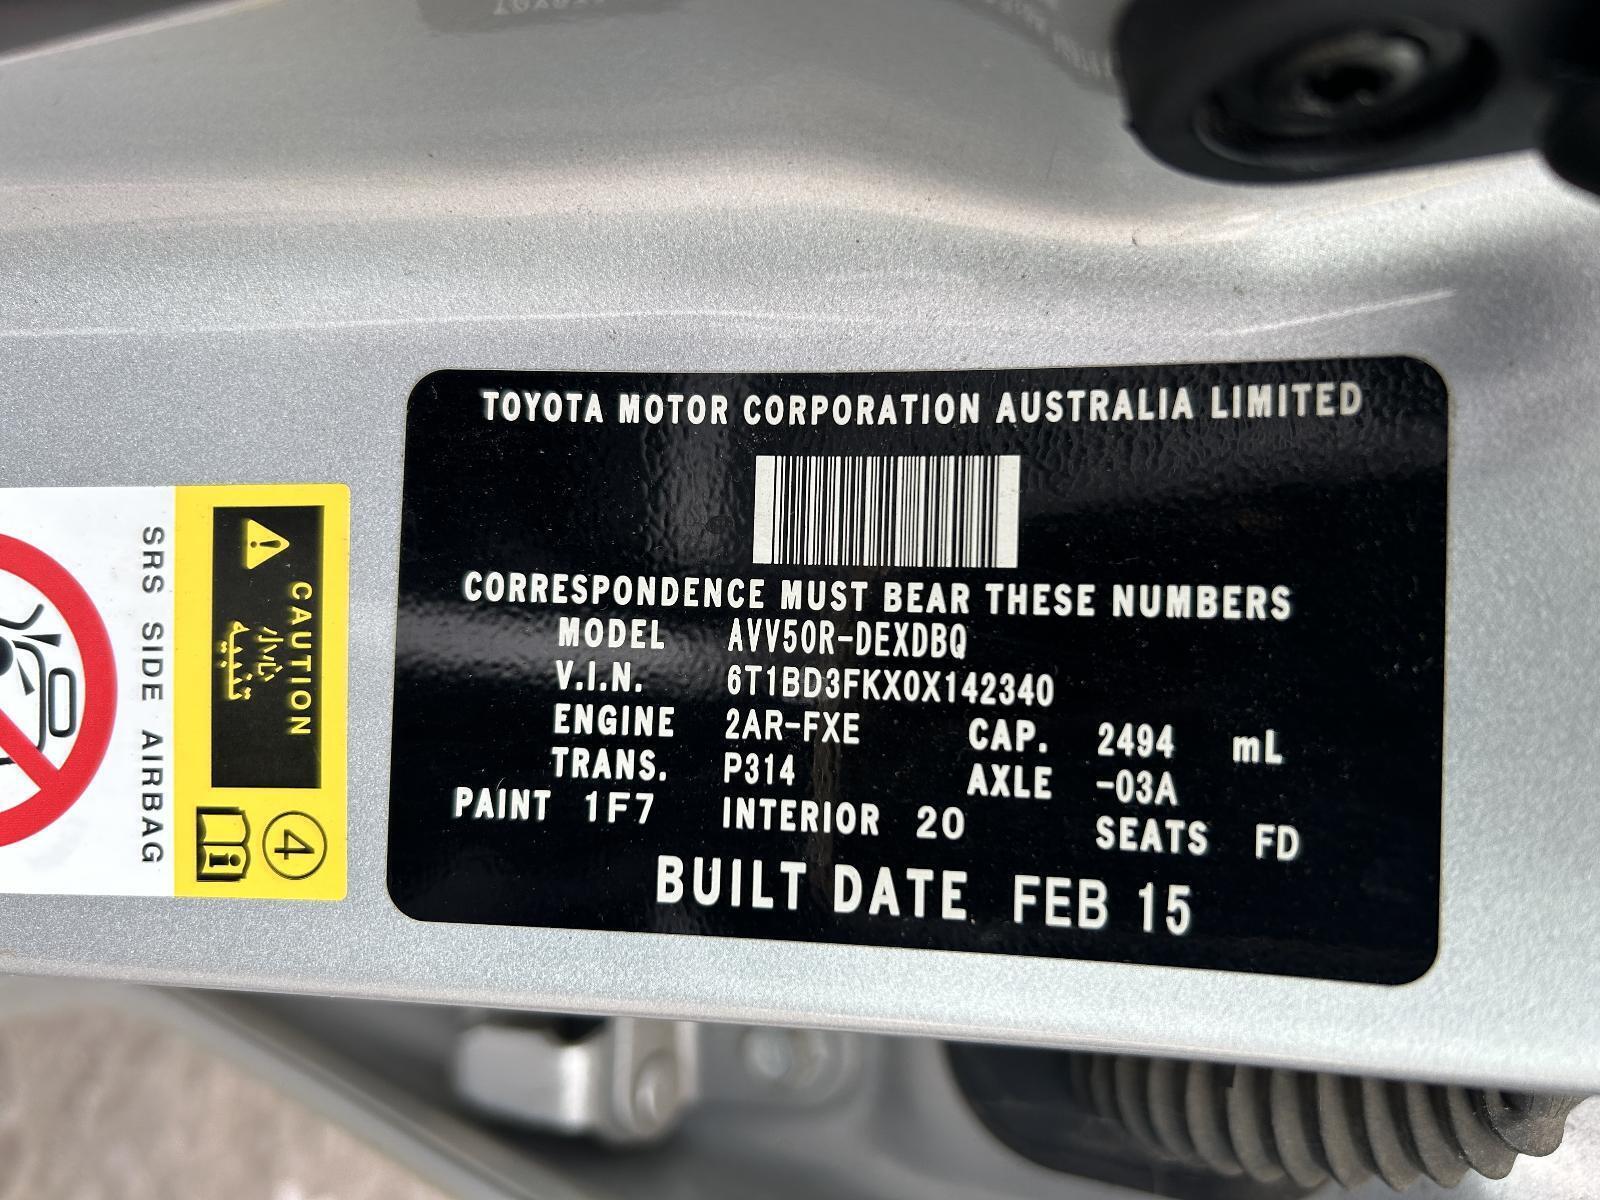 TOYOTA MOTOR CORPORATION AUSTRALIA LIMITED
CORRESPONDENCE MUST BEAR THESE NUMBERS
MODEL AVV50R-DEXDBQ
V.I.N. 6T1BD3FKX0X142340
ENGINE 2AR-FXE CAP. 2494 mL
TRANS. P314 AXLE -03A
PAINT 1F7 INTERIOR 20 SEATS FD
BUILT DATE FEB 15
CAUTION
تنبيه
4
SRS SIDE AIRBAG